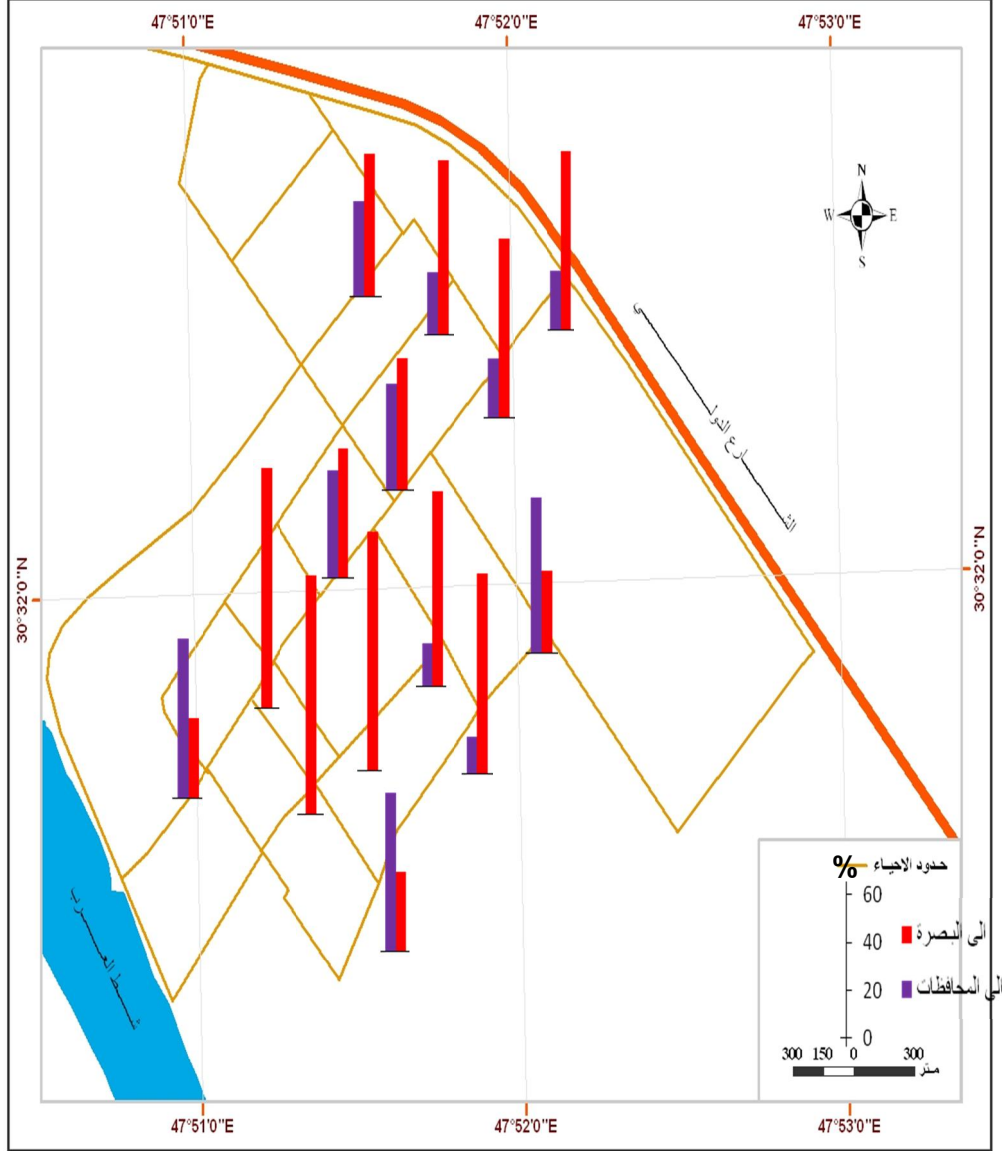 47°51'0"E 47°52'0"E 47°53'0"E
N
W E
S
الشارع الدولي
30°32'0"N
30°32'0"N
شط العرب
حدود الاحياء
%
60
40
20
0
الى البصرة
الى المحافظات
300 150 0 300
متر
47°51'0"E 47°52'0"E 47°53'0"E